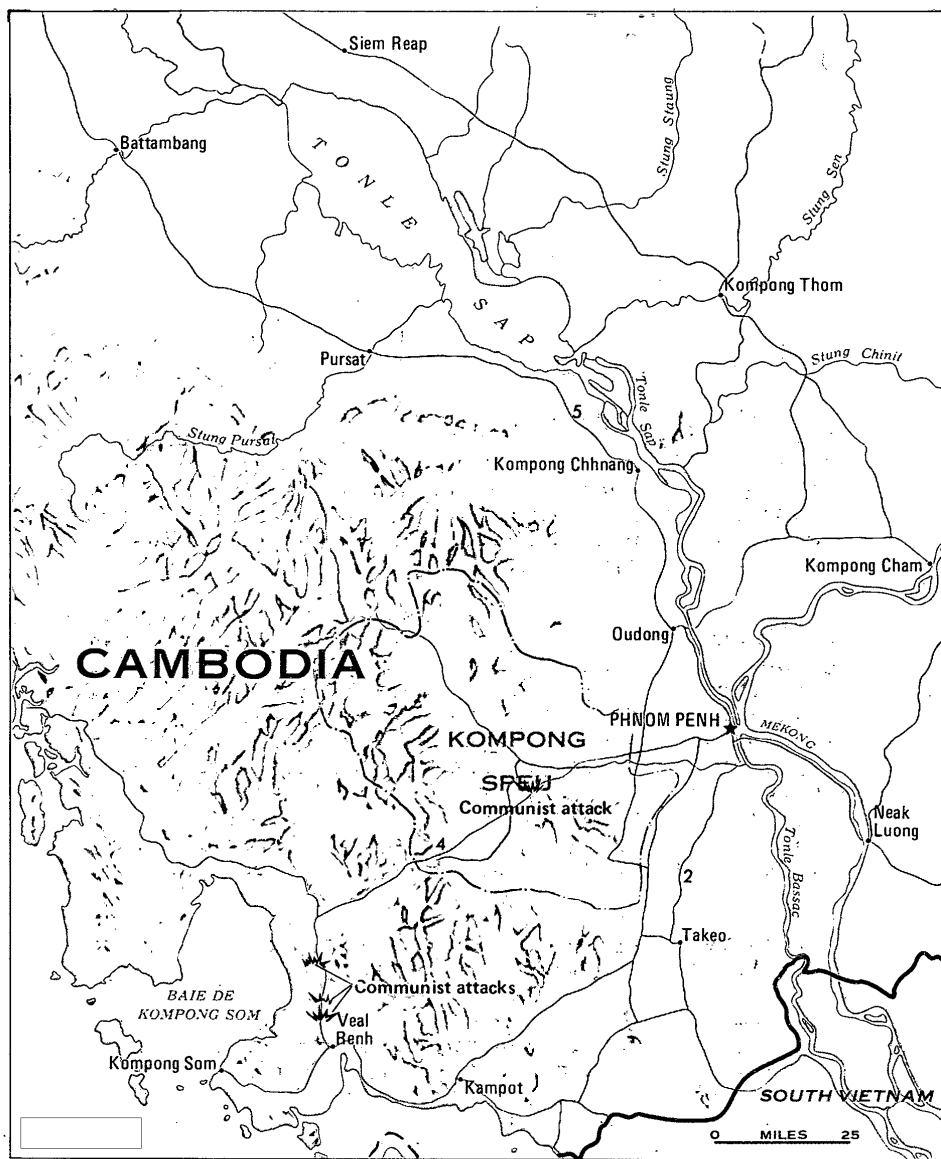 Siem Reap
Battambang
TONLE SAP
Stung Staung
Stung Sen
Kompong Thom
Stung Chinit
Pursat
Stung Pursat
5
Tonle Sap
Kompong Chhnang
Kompong Cham
Oudong
CAMBODIA
PHNOM PENH
MEKONG
KOMPONG
SPEU
Communist attack
Neak
Luong
4
2
Tonle Bassac
Takeo
Communist attacks
BAIE DE
KOMPONG SOM
Veal
Renh
Kompong Som
Kampot
SOUTH VIETNAM
0 MILES 25